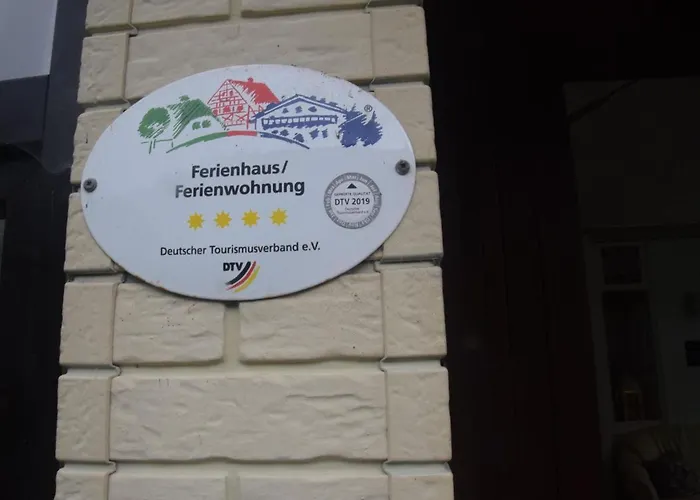 ®
Ferienhaus/
Ferienwohnung
DTV 2019
Deutscher Tourismusverband e.V.
DTV